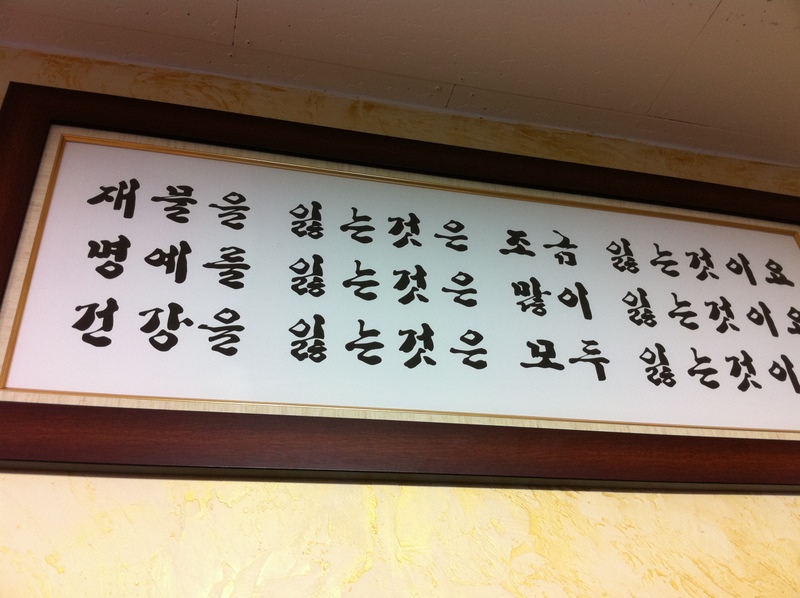 재물을 잃는것은 조금 잃는것이요
명예를 잃는것은 많이 잃는것이요
건강을 잃는것은 모두 잃는것이